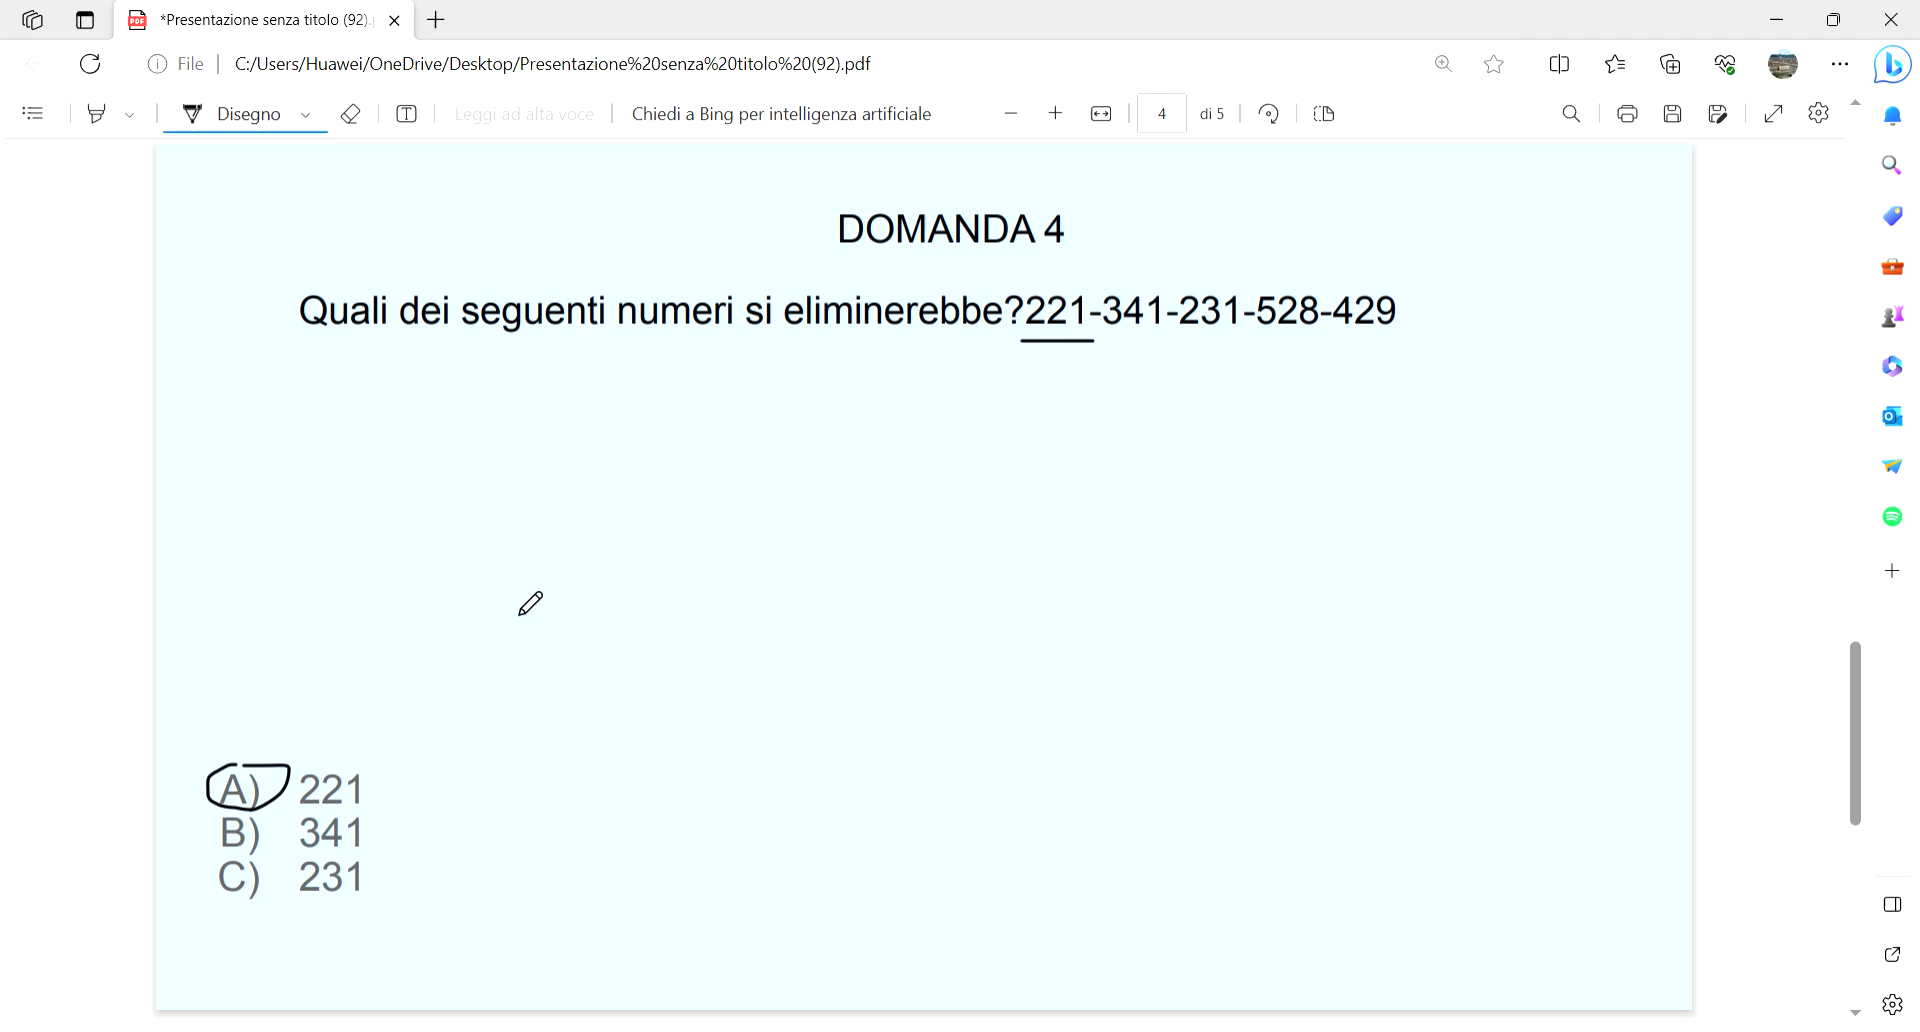 *Presentazione senza titolo (92).
File
C:/Users/Huawei/OneDrive/Desktop/Presentazione%20senza%20titolo%20(92).pdf
Disegno
Leggi ad alta voce
Chiedi a Bing per intelligenza artificiale
4
di 5
DOMANDA 4
Quali dei seguenti numeri si eliminerebbe?221-341-231-528-429
A) 221
B) 341
C) 231